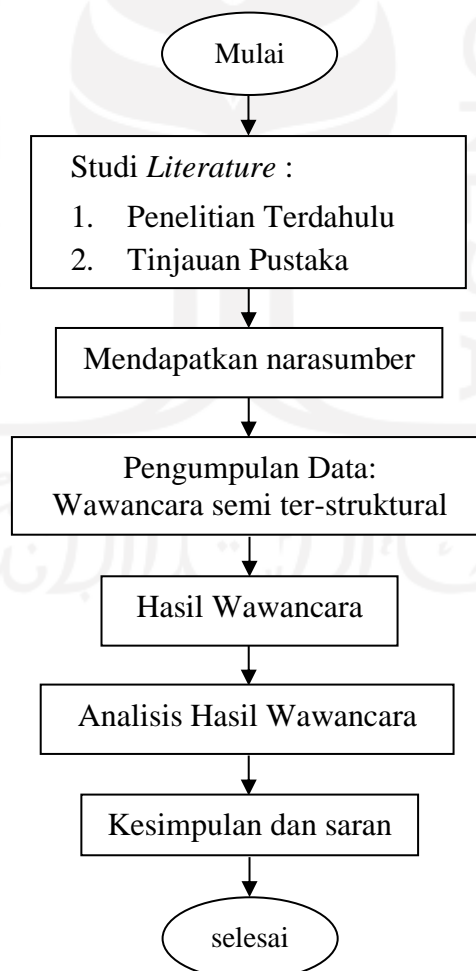 Mulai
Studi Literature :
1. Penelitian Terdahulu
2. Tinjauan Pustaka
Mendapatkan narasumber
Pengumpulan Data:
Wawancara semi ter-struktural
Hasil Wawancara
Analisis Hasil Wawancara
Kesimpulan dan saran
selesai